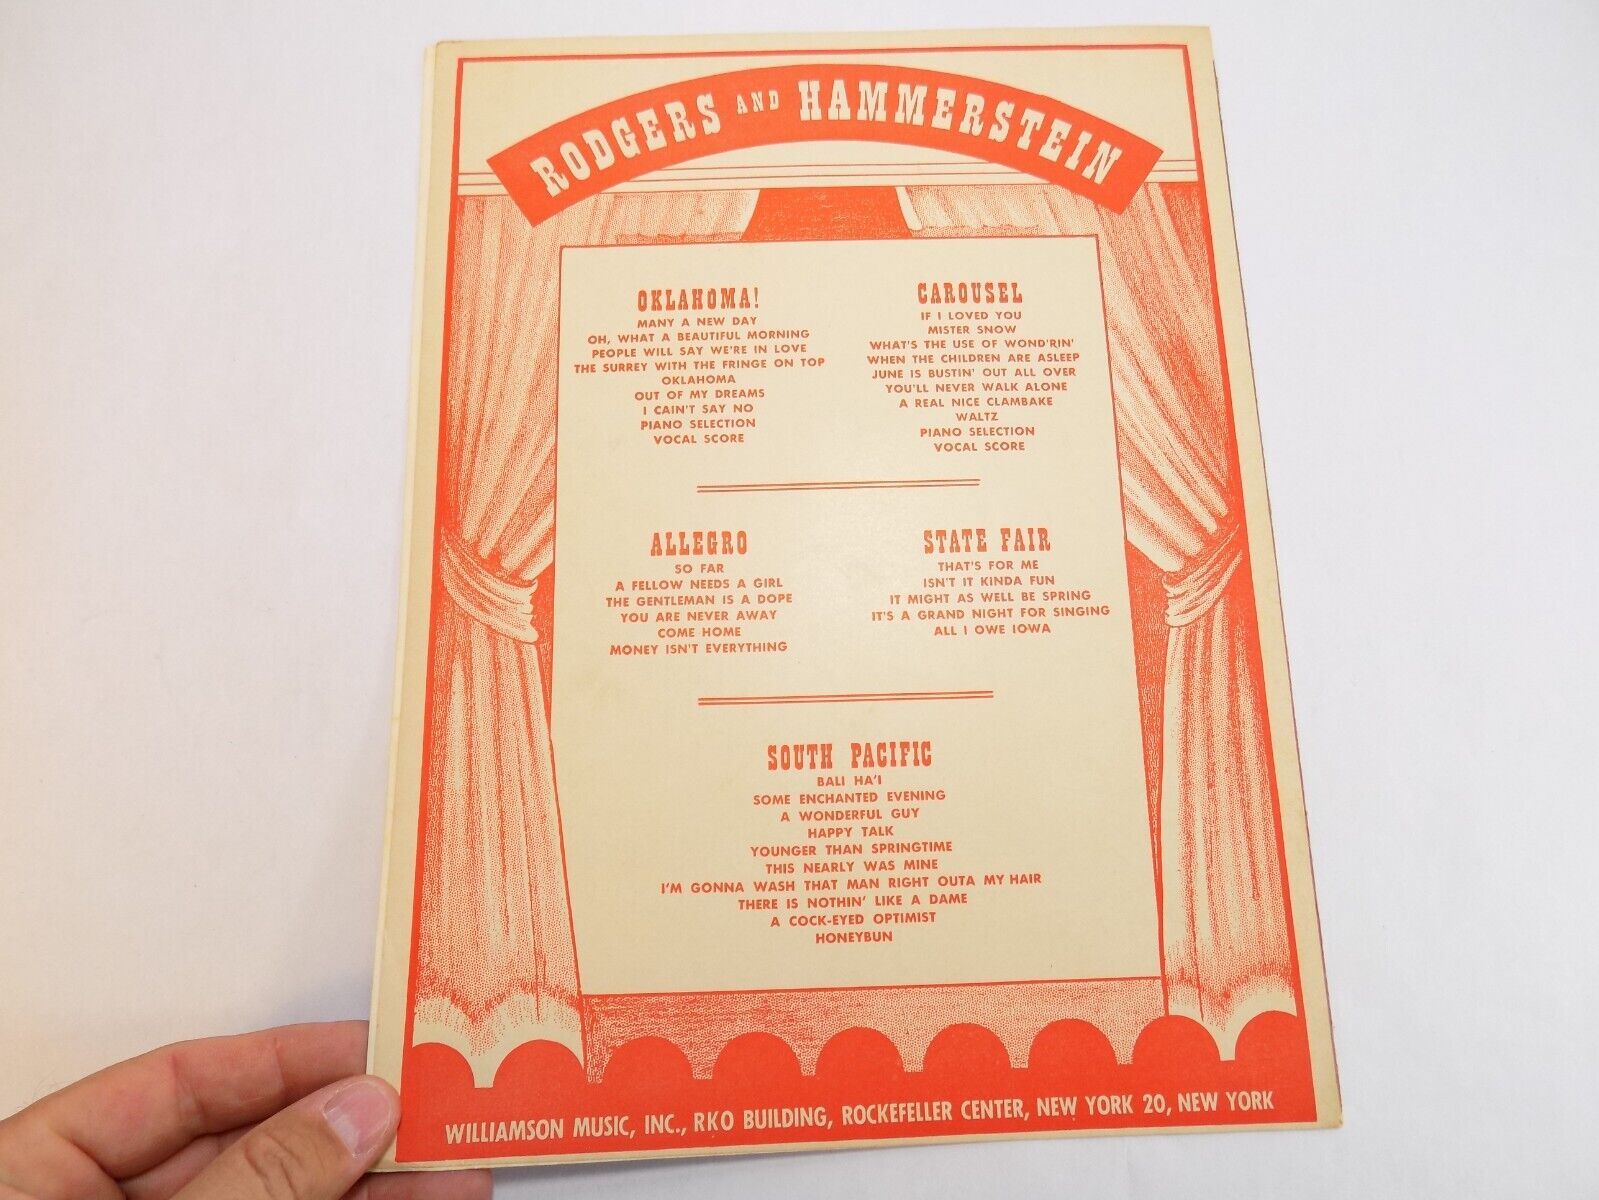 RODGERS AND HAMMERSTEIN
OKLAHOMA!
MANY A NEW DAY
OH, WHAT A BEAUTIFUL MORNING
PEOPLE WILL SAY WE'RE IN LOVE
THE SURREY WITH THE FRINGE ON TOP
OKLAHOMA
OUT OF MY DREAMS
I CAIN'T SAY NO
PIANO SELECTION
VOCAL SCORE
CAROUSEL
IF I LOVED YOU
MISTER SNOW
WHAT'S THE USE OF WOND'RIN'
WHEN THE CHILDREN ARE ASLEEP
JUNE IS BUSTIN' OUT ALL OVER
YOU'LL NEVER WALK ALONE
A REAL NICE CLAMBAKE
WALTZ
PIANO SELECTION
VOCAL SCORE
ALLEGRO
SO FAR
A FELLOW NEEDS A GIRL
THE GENTLEMAN IS A DOPE
YOU ARE NEVER AWAY
COME HOME
MONEY ISN'T EVERYTHING
STATE FAIR
THAT'S FOR ME
ISN'T IT KINDA FUN
IT MIGHT AS WELL BE SPRING
IT'S A GRAND NIGHT FOR SINGING
ALL I OWE IOWA
SOUTH PACIFIC
BALI HA'I
SOME ENCHANTED EVENING
A WONDERFUL GUY
HAPPY TALK
YOUNGER THAN SPRINGTIME
THIS NEARLY WAS MINE
I'M GONNA WASH THAT MAN RIGHT OUTA MY HAIR
THERE IS NOTHIN' LIKE A DAME
A COCK-EYED OPTIMIST
HONEYBUN
WILLIAMSON MUSIC, INC., RKO BUILDING, ROCKEFELLER CENTER, NEW YORK 20, NEW YORK